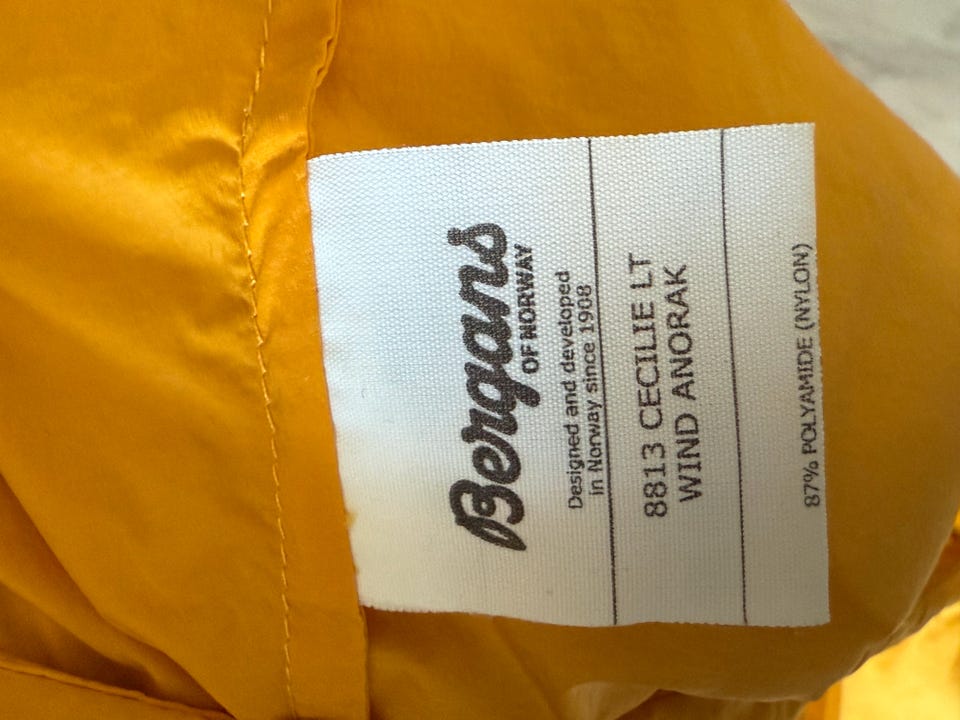 Bergans
OF NORWAY
Designed and developed
in Norway since 1908
8813 CECILIE LT
WIND ANORAK
87% POLYAMIDE (NYLON)